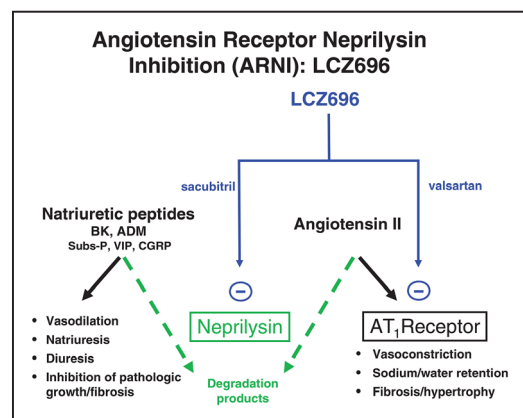 Angiotensin Receptor Neprilysin
Inhibition (ARNI): LCZ696
LCZ696
sacubitril
valsartan
Natriuretic peptides
BK, ADM
Subs-P, VIP, CGRP
Angiotensin II
Neprilysin
AT₁Receptor
• Vasodilation
• Natriuresis
• Diuresis
• Inhibition of pathologic
growth/fibrosis
Degradation
products
• Vasoconstriction
• Sodium/water retention
• Fibrosis/hypertrophy